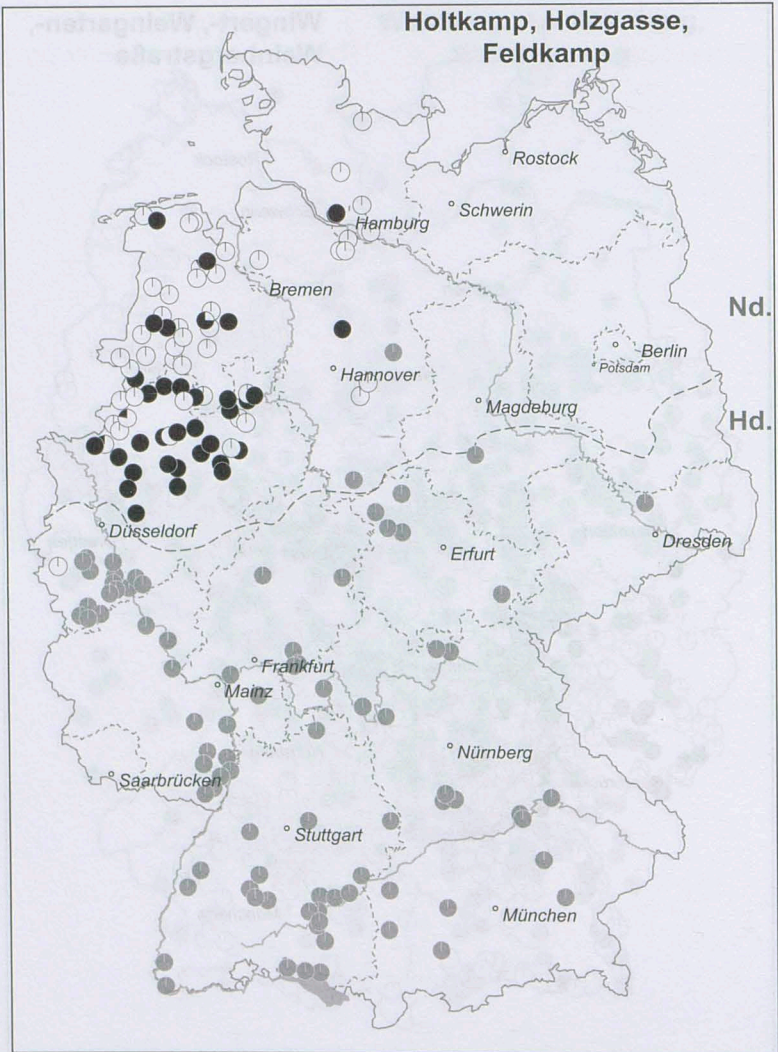 Holtkamp, Holzgasse,
Feldkamp
Rostock
Schwerin
Hamburg
Bremen
Nd.
Berlin
Potsdam
Hannover
Magdeburg
Hd.
Düsseldorf
Dresden
Erfurt
Frankfurt
Mainz
Nürnberg
Saarbrücken
Stuttgart
München